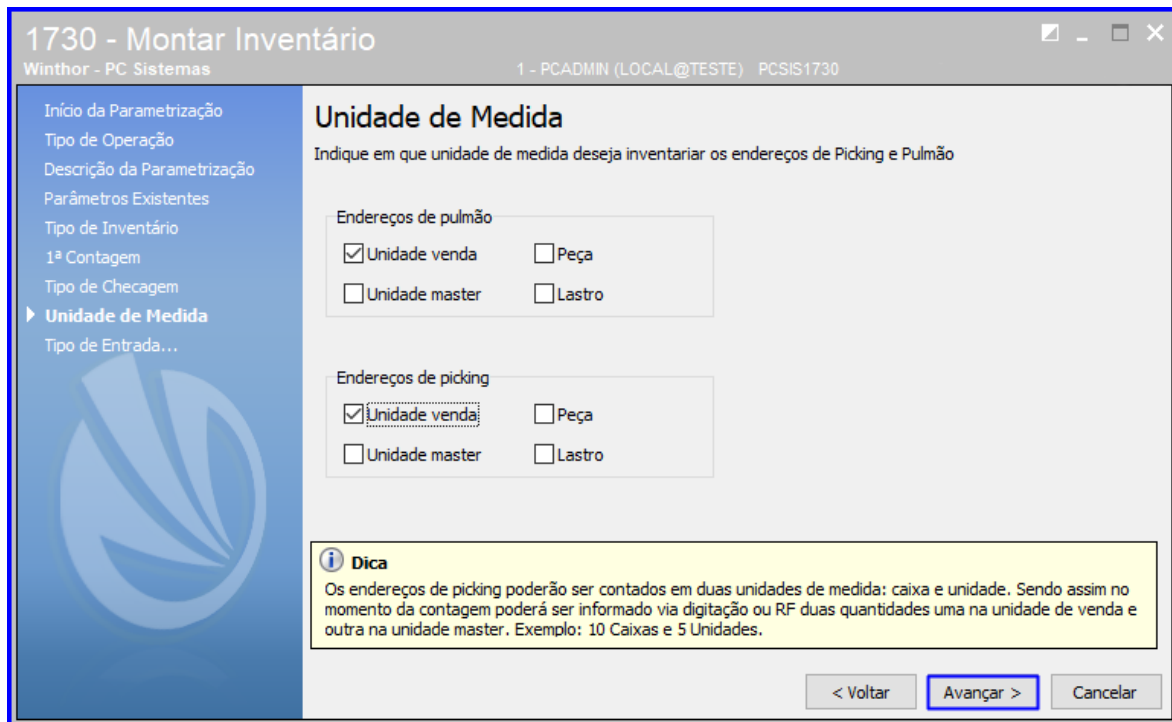 1730 - Montar Inventário
Winthor - PC Sistemas
1 - PCADMIN (LOCAL@TESTE) PCSIS1730
Início da Parametrização
Tipo de Operação
Descrição da Parametrização
Parâmetros Existentes
Tipo de Inventário
1ª Contagem
Tipo de Checagem
Unidade de Medida
Tipo de Entrada...
Unidade de Medida
Indique em que unidade de medida deseja inventariar os endereços de Picking e Pulmão
Endereços de pulmão
Unidade venda Peça
Unidade master Lastro
Endereços de picking
Unidade venda Peça
Unidade master Lastro
Dica
Os endereços de picking poderão ser contados em duas unidades de medida: caixa e unidade. Sendo assim no
momento da contagem poderá ser informado via digitação ou RF duas quantidades uma na unidade de venda e
outra na unidade master. Exemplo: 10 Caixas e 5 Unidades.
< Voltar Avançar > Cancelar